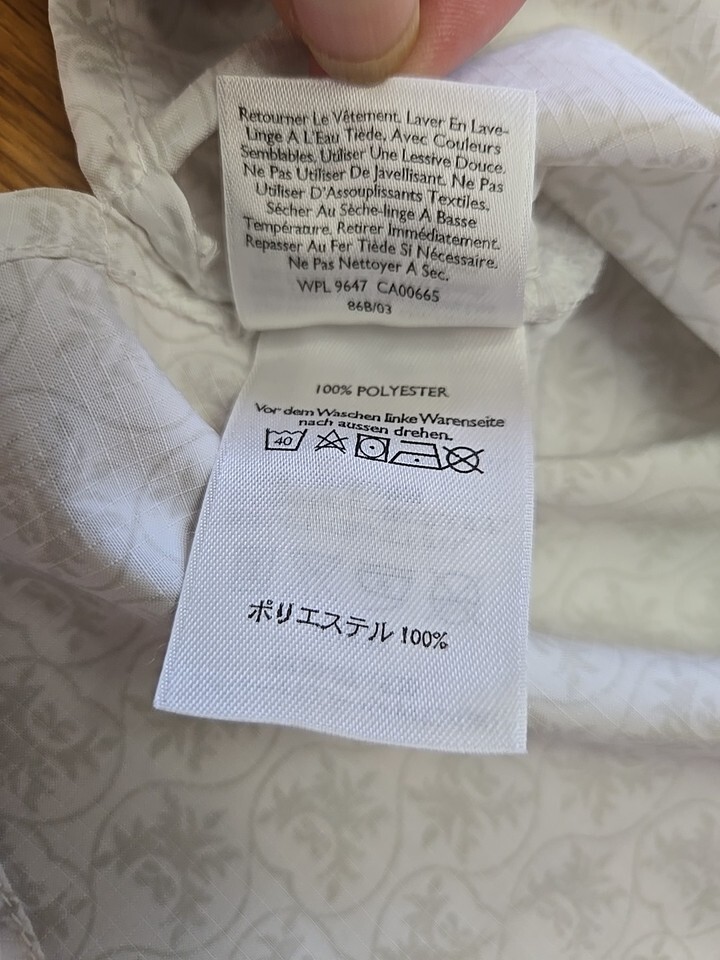 Retourner Le Vêtement. Laver En Lave-
Linge A L'Eau Tiède, Avec Couleurs
Semblables. Utiliser Une Lessive Douce.
Ne Pas Utiliser De Javellisant. Ne Pas
Utiliser D'Assouplissants Textiles.
Sécher Au Sèche-linge A Basse
Température. Retirer Immédiatement.
Repasser Au Fer Tiède Si Nécessaire.
Ne Pas Nettoyer A Sec.
WPL 9647 CA00665
86B/03
100% POLYESTER
Vor dem Waschen linke Warenseite
nach aussen drehen.
40
ポリエステル 100%